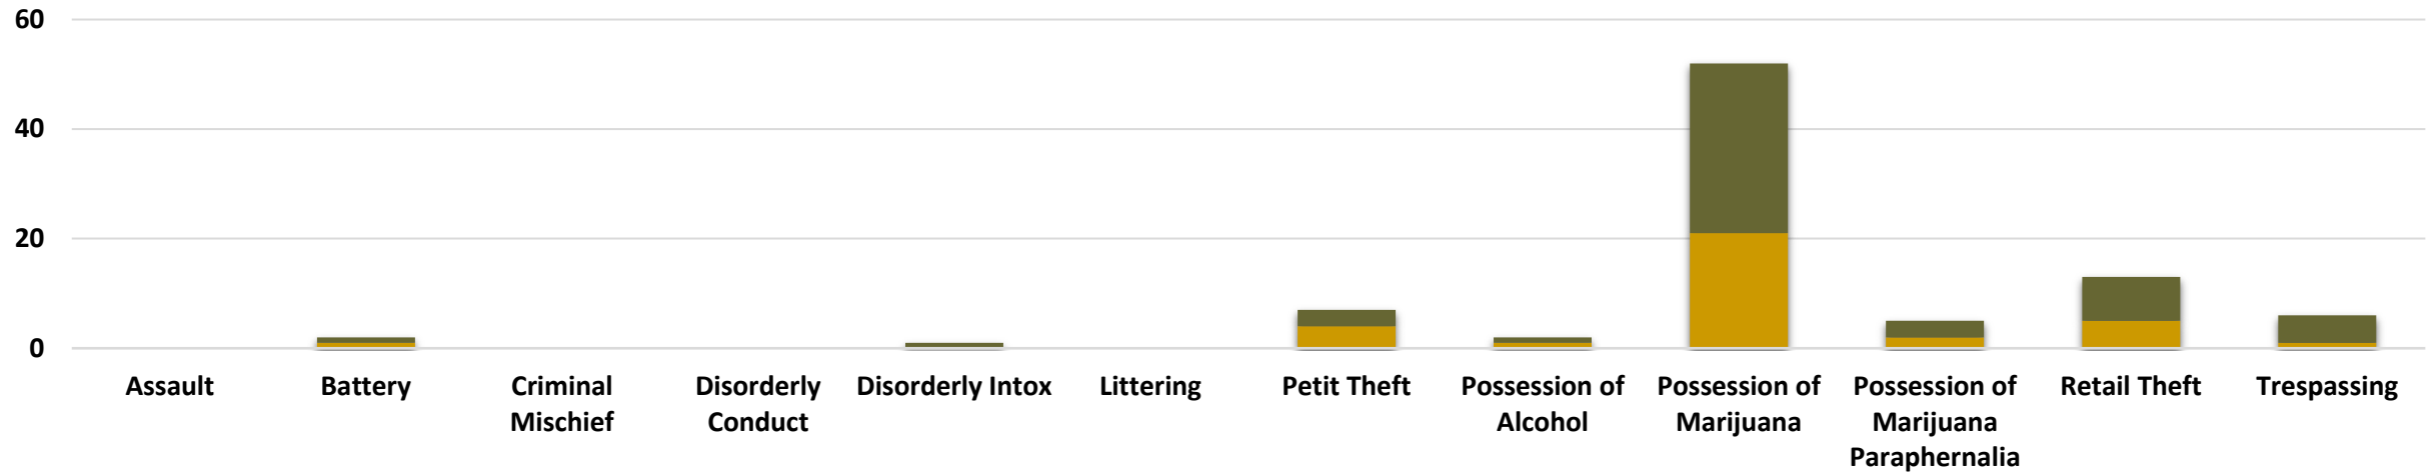 60
40
20
0
Assault
Battery
Criminal
Mischief
Disorderly
Conduct
Disorderly Intox
Littering
Petit Theft
Possession of
Alcohol
Possession of
Marijuana
Possession of
Marijuana
Paraphernalia
Retail Theft
Trespassing